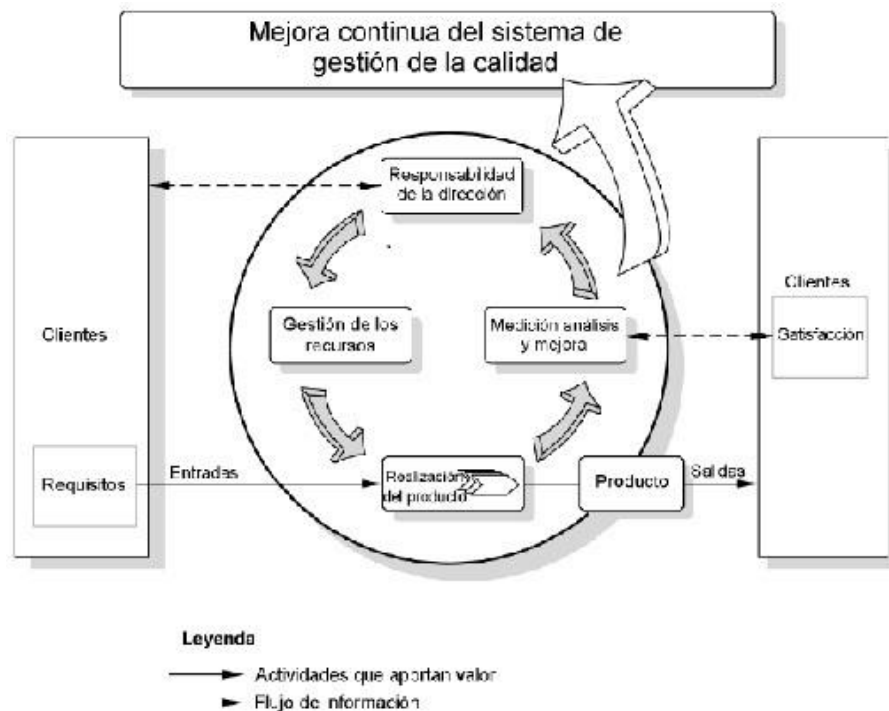 Mejora continua del sistema de
gestión de la calidad
Responsabilidad
de la dirección
Clientes
Gestión de los
recursos
Medición análisis
y mejora
Clientes
Satisfacción
Requisitos
Entradas
Realización
del producto
Producto
Salidas
Leyenda
Actividades que aportan valor
Flujo de información